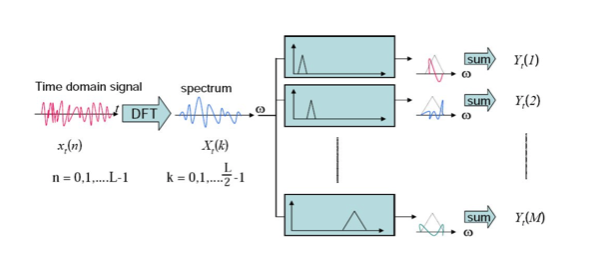 Time domain signal
t
DFT
spectrum
ω
x_t(n)
X_t(k)
n = 0,1,....L-1
k = 0,1,....L/2-1
ω
sum
Y_t(1)
ω
sum
Y_t(2)
ω
sum
Y_t(M)